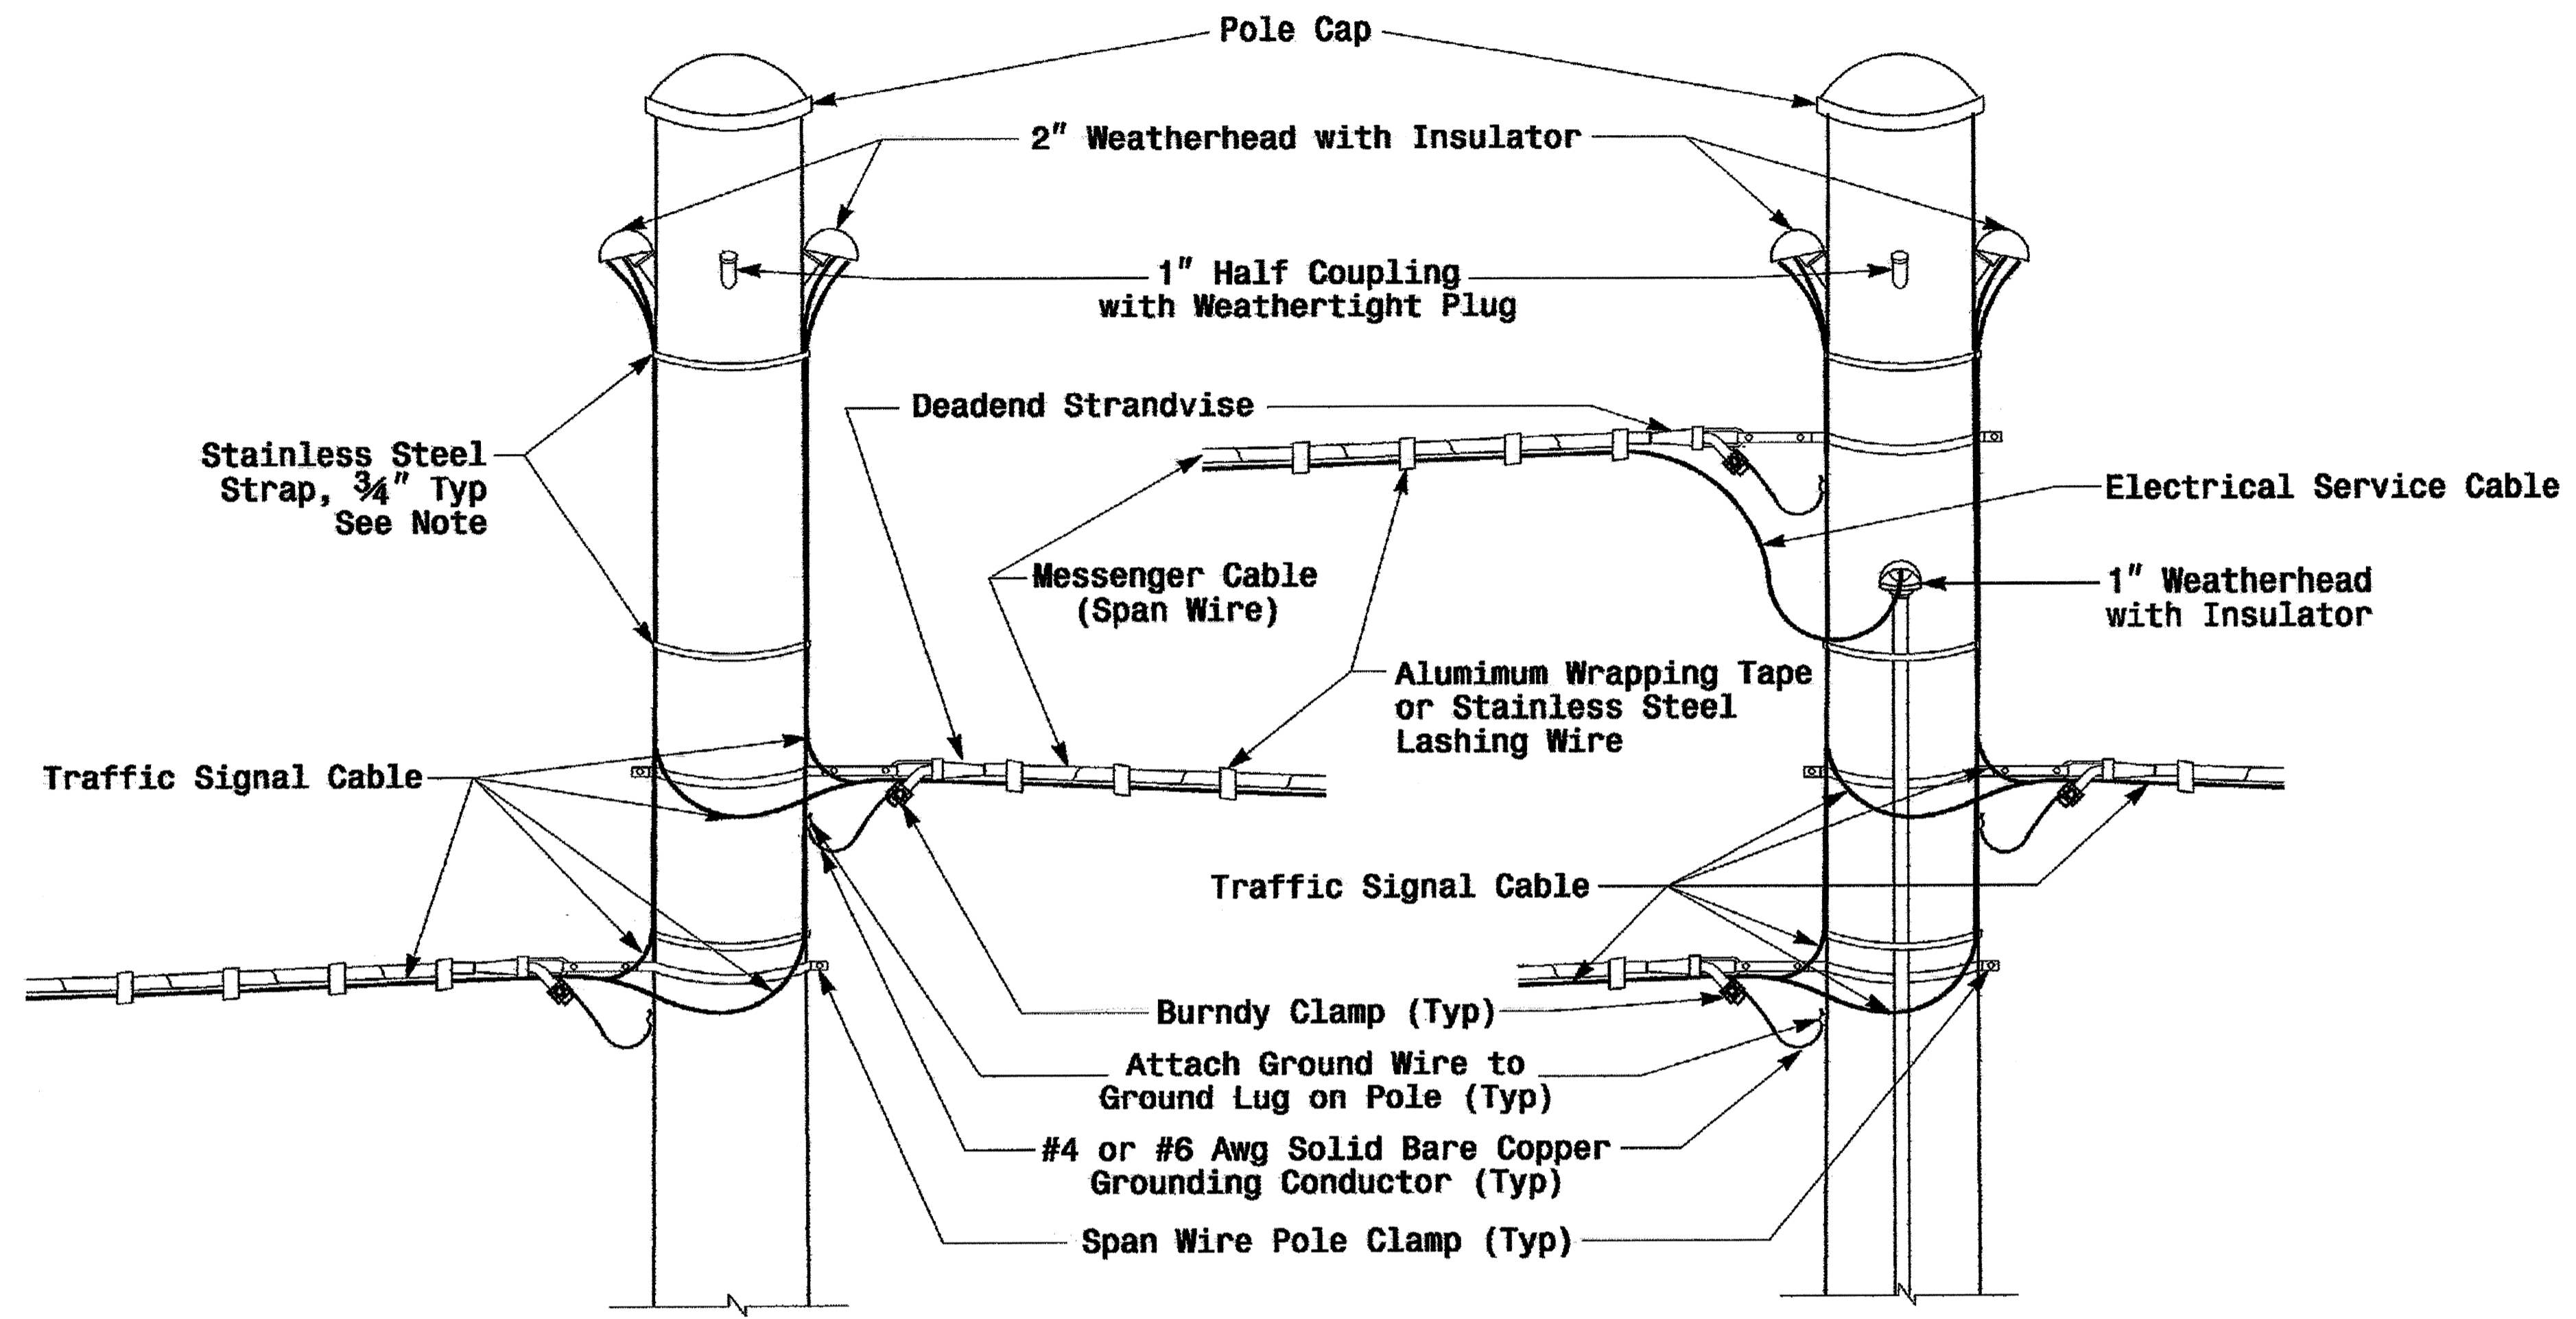 Pole Cap
2" Weatherhead with Insulator
1" Half Coupling
with Weathertight Plug
Deadend Strandvise
Stainless Steel
Strap, ¾" Typ
See Note
Electrical Service Cable
Messenger Cable
(Span Wire)
1" Weatherhead
with Insulator
Alumimum Wrapping Tape
or Stainless Steel
Lashing Wire
Traffic Signal Cable
Traffic Signal Cable
Burndy Clamp (Typ)
Attach Ground Wire to
Ground Lug on Pole (Typ)
#4 or #6 Awg Solid Bare Copper
Grounding Conductor (Typ)
Span Wire Pole Clamp (Typ)